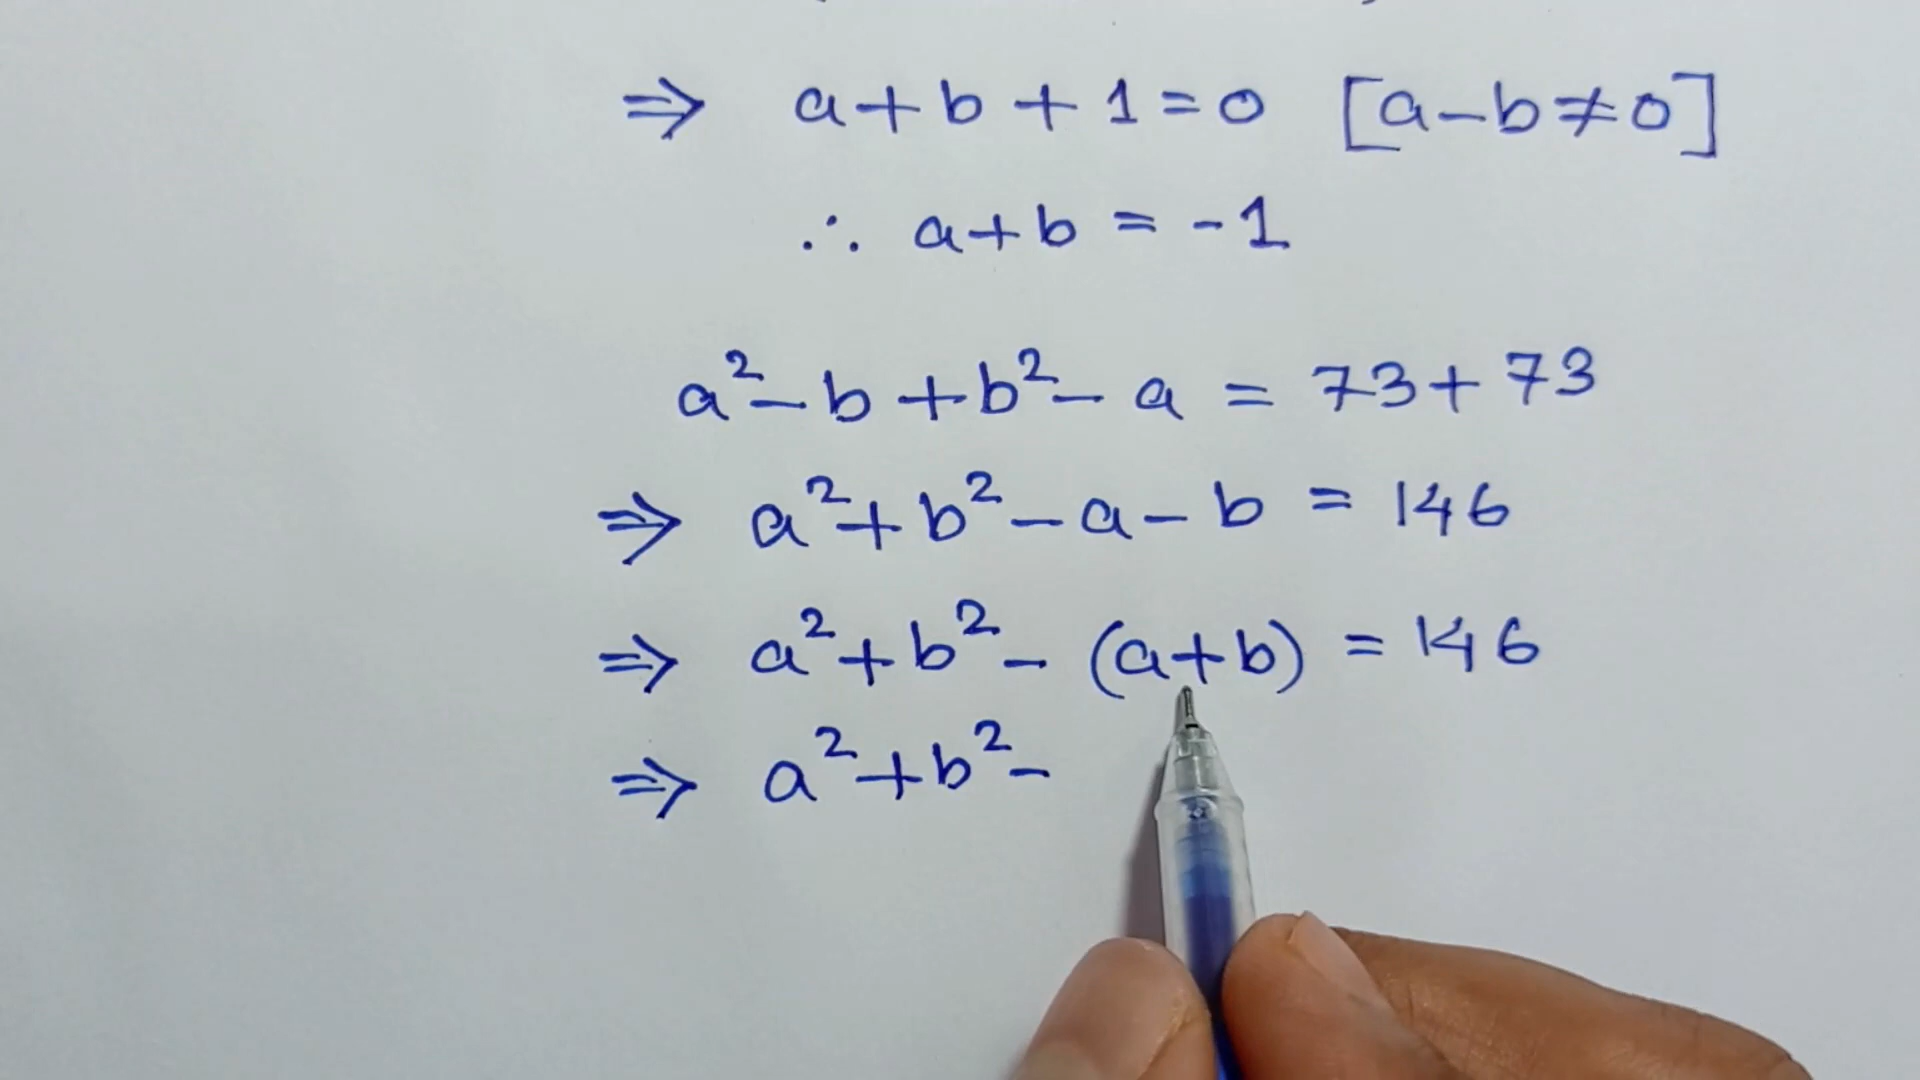 ⇒ a + b + 1 = 0 [a - b ≠ 0]
∴ a + b = -1
a² - b + b² - a = 73 + 73
⇒ a² + b² - a - b = 146
⇒ a² + b² - (a + b) = 146
⇒ a² + b² -